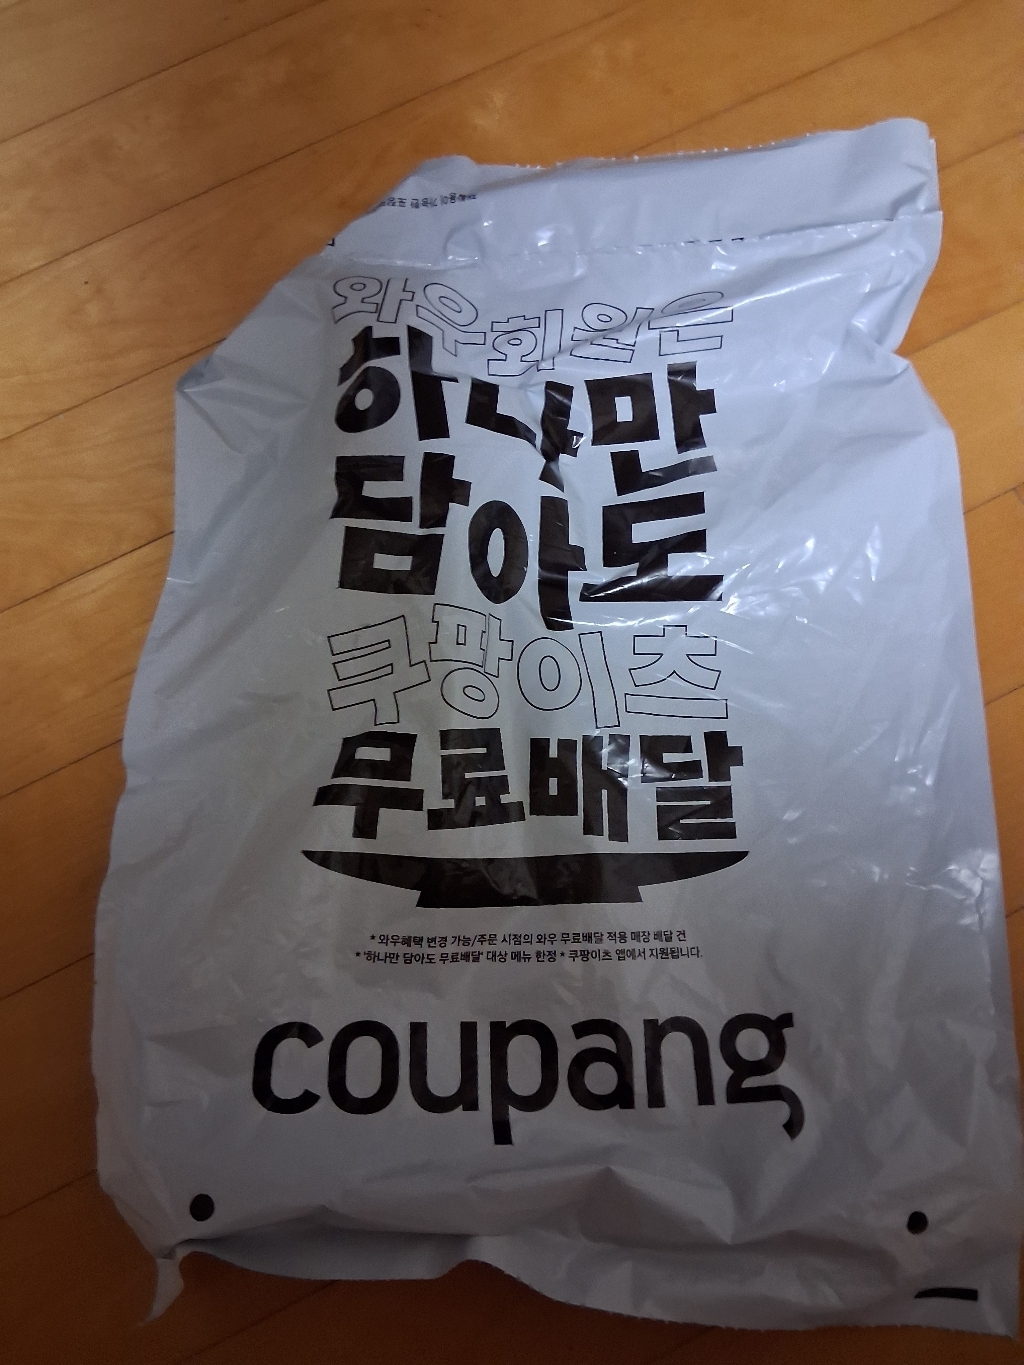 와우회원은
하나만
담아도
쿠팡이츠
무료배달
* 와우혜택 변경 가능/주문 시점의 와우 무료배달 적용 매장 배달 건
* '하나만 담아도 무료배달' 대상 메뉴 한정 * 쿠팡이츠 앱에서 지원됩니다.
coupang